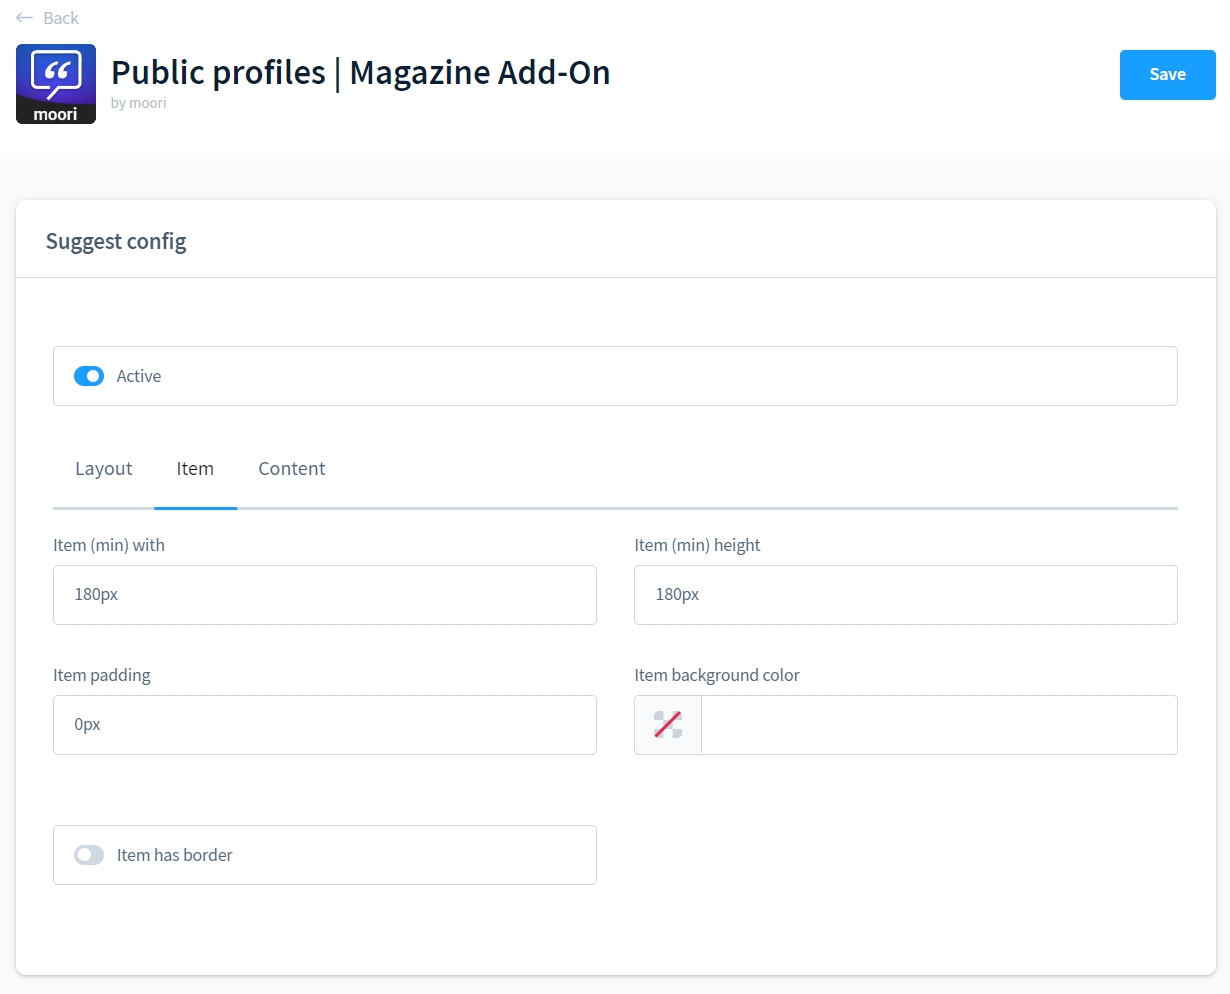 Back
Public profiles | Magazine Add-On
Save
moori
by moori
Suggest config
Active
Layout Item Content
Item (min) with Item (min) height
180px 180px
Item padding Item background color
0px
Item has border